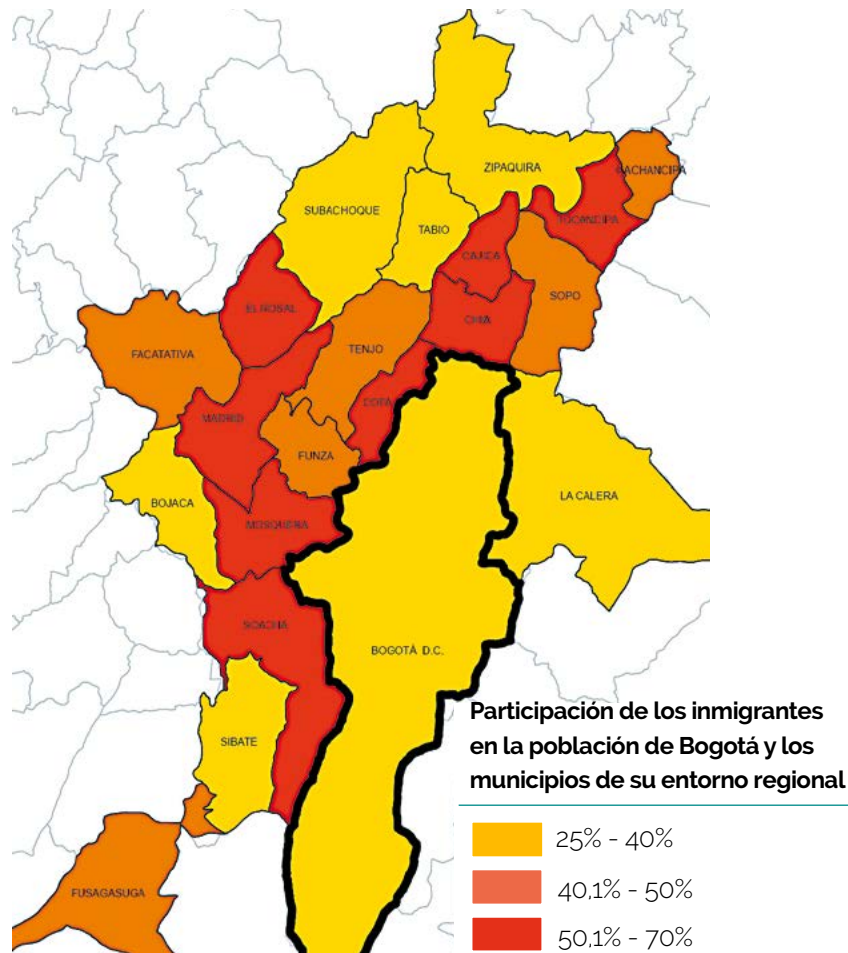 ZIPAQUIRA
ACHANCIPA
SUBACHOQUE
TABIO
TOCANCIPA
CAJICA
SOPO
EL ROSAL
CHIA
TENJO
FACATATIVA
COTA
MADRID
FUNZA
BOJACA
LA CALERA
MOSQUERA
SOACHA
BOGOTÁ D.C.
SIBATE
FUSAGASUGA
Participación de los inmigrantes
en la población de Bogotá y los
municipios de su entorno regional
25% - 40%
40,1% - 50%
50,1% - 70%